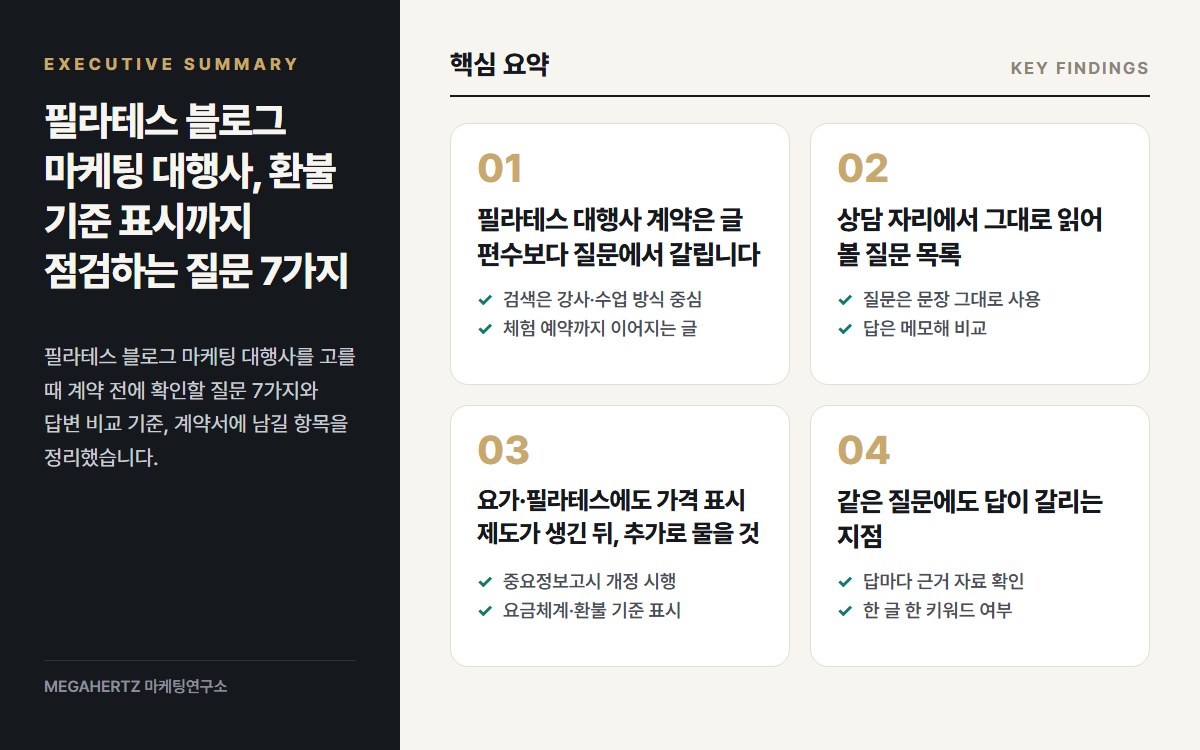 EXECUTIVE SUMMARY
필라테스 블로그
마케팅 대행사, 환불
기준 표시까지
점검하는 질문 7가지
필라테스 블로그 마케팅 대행사를 고를
때 계약 전에 확인할 질문 7가지와
답변 비교 기준, 계약서에 남길 항목을
정리했습니다.
MEGAHERTZ 마케팅연구소
핵심 요약
KEY FINDINGS
01
필라테스 대행사 계약은 글
편수보다 질문에서 갈립니다
검색은 강사·수업 방식 중심
체험 예약까지 이어지는 글
02
상담 자리에서 그대로 읽어
볼 질문 목록
질문은 문장 그대로 사용
답은 메모해 비교
03
요가·필라테스에도 가격 표시
제도가 생긴 뒤, 추가로 물을 것
중요정보고시 개정 시행
요금체계·환불 기준 표시
04
같은 질문에도 답이 갈리는
지점
답마다 근거 자료 확인
한 글 한 키워드 여부